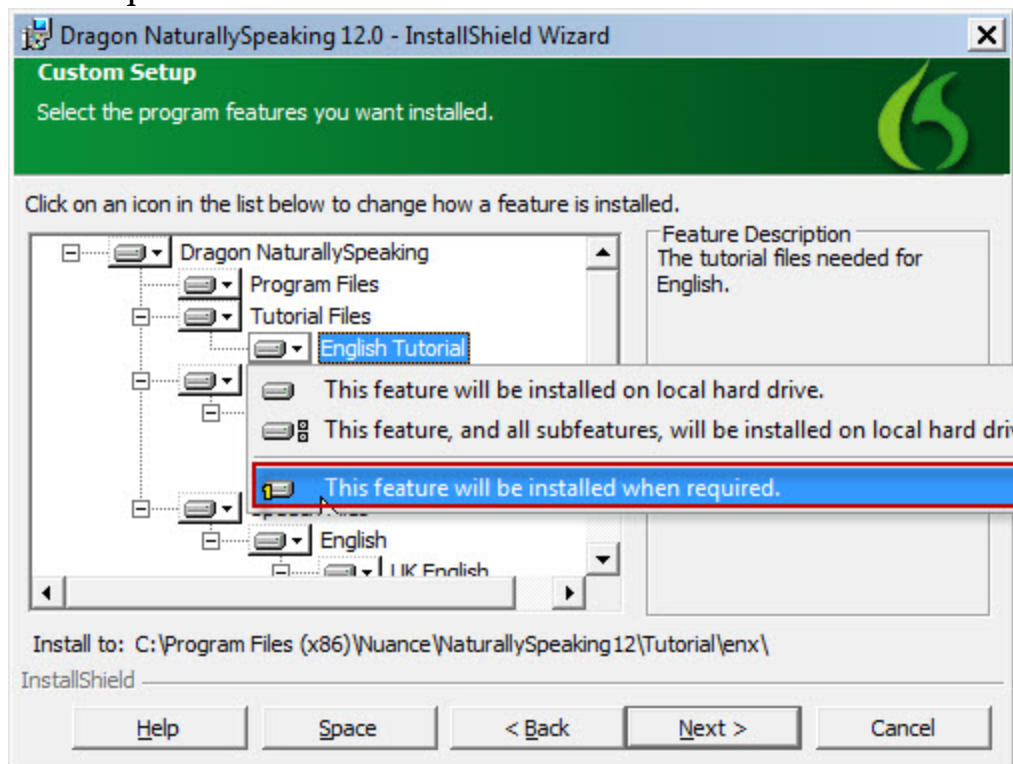 Dragon NaturallySpeaking 12.0 - InstallShield Wizard
Custom Setup
Select the program features you want installed.
Click on an icon in the list below to change how a feature is installed.
Dragon NaturallySpeaking
Program Files
Tutorial Files
English Tutorial
Feature Description
The tutorial files needed for
English.
This feature will be installed on local hard drive.
This feature, and all subfeatures, will be installed on local hard
This feature will be installed when required.
English
UK English
Install to: C:\Program Files (x86)\Nuance\NaturallySpeaking12\Tutorial\enx\
InstallShield
Help
Space
< Back
Next >
Cancel